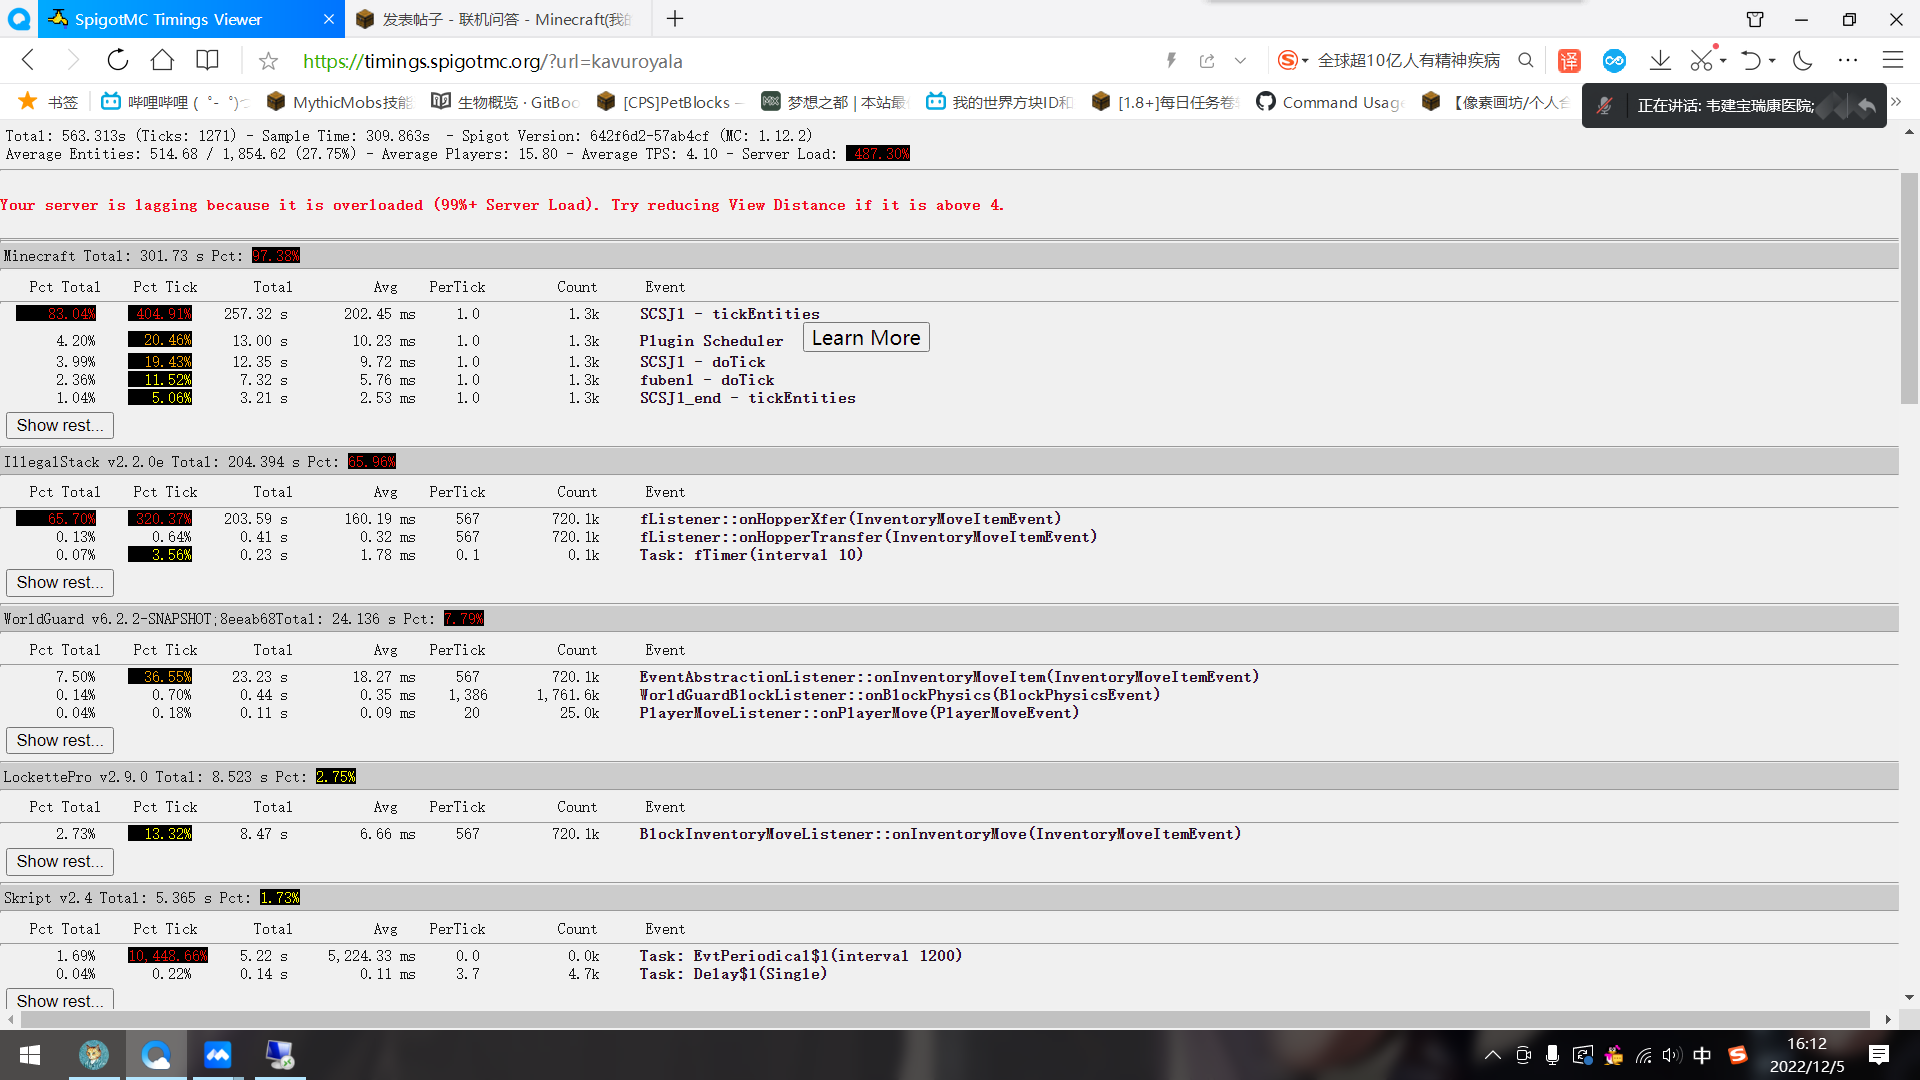 SpigotMC Timings Viewer
发表帖子 - 联机问答 - Minecraft(我的
https://timings.spigotmc.org/?url=kavuroyala
全球超10亿人有精神疾病
译
书签
哔哩哔哩 ( ゜- ゜)つ
MythicMobs技能
生物概览 · GitBoo
[CPS]PetBlocks –
梦想之都 | 本站最
我的世界方块ID和
[1.8+]每日任务卷
Command Usage
【像素画坊/个人合
正在讲话: 韦建宝瑞康医院;
Total: 563.313s (Ticks: 1271) - Sample Time: 309.863s - Spigot Version: 642f6d2-57ab4cf (MC: 1.12.2)
Average Entities: 514.68 / 1,854.62 (27.75%) - Average Players: 15.80 - Average TPS: 4.10 - Server Load: 487.30%
Your server is lagging because it is overloaded (99%+ Server Load). Try reducing View Distance if it is above 4.
Minecraft Total: 301.73 s Pct: 97.38%
Pct Total Pct Tick Total Avg PerTick Count Event
83.04% 404.91% 257.32 s 202.45 ms 1.0 1.3k SCSJ1 - tickEntities
4.20% 20.46% 13.00 s 10.23 ms 1.0 1.3k Plugin Scheduler Learn More
3.99% 19.43% 12.35 s 9.72 ms 1.0 1.3k SCSJ1 - doTick
2.36% 11.52% 7.32 s 5.76 ms 1.0 1.3k fuben1 - doTick
1.04% 5.06% 3.21 s 2.53 ms 1.0 1.3k SCSJ1_end - tickEntities
Show rest...
IllegalStack v2.2.0e Total: 204.394 s Pct: 65.96%
Pct Total Pct Tick Total Avg PerTick Count Event
65.70% 320.37% 203.59 s 160.19 ms 567 720.1k fListener::onHopperXfer(InventoryMoveItemEvent)
0.13% 0.64% 0.41 s 0.32 ms 567 720.1k fListener::onHopperTransfer(InventoryMoveItemEvent)
0.07% 3.56% 0.23 s 1.78 ms 0.1 0.1k Task: fTimer(interval 10)
Show rest...
WorldGuard v6.2.2-SNAPSHOT;8eeab68Total: 24.136 s Pct: 7.79%
Pct Total Pct Tick Total Avg PerTick Count Event
7.50% 36.55% 23.23 s 18.27 ms 567 720.1k EventAbstractionListener::onInventoryMoveItem(InventoryMoveItemEvent)
0.14% 0.70% 0.44 s 0.35 ms 1,386 1,761.6k WorldGuardBlockListener::onBlockPhysics(BlockPhysicsEvent)
0.04% 0.18% 0.11 s 0.09 ms 20 25.0k PlayerMoveListener::onPlayerMove(PlayerMoveEvent)
Show rest...
LockettePro v2.9.0 Total: 8.523 s Pct: 2.75%
Pct Total Pct Tick Total Avg PerTick Count Event
2.73% 13.32% 8.47 s 6.66 ms 567 720.1k BlockInventoryMoveListener::onInventoryMove(InventoryMoveItemEvent)
Show rest...
Skript v2.4 Total: 5.365 s Pct: 1.73%
Pct Total Pct Tick Total Avg PerTick Count Event
1.69% 10,448.66% 5.22 s 5,224.33 ms 0.0 0.0k Task: EvtPeriodical$1(interval 1200)
0.04% 0.22% 0.14 s 0.11 ms 3.7 4.7k Task: Delay$1(Single)
Show rest...
中
16:12
2022/12/5